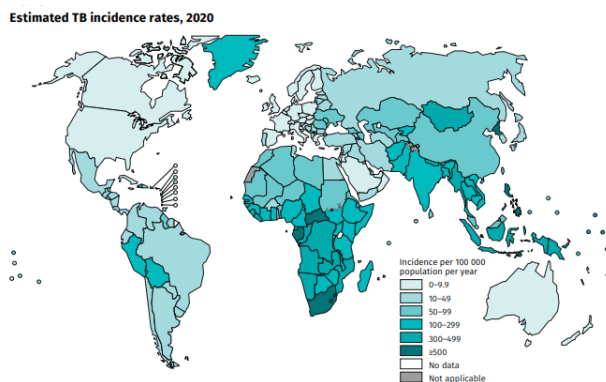 Estimated TB incidence rates, 2020
Incidence per 100 000
population per year
0–9.9
10–49
50–99
100–299
300–499
≥500
No data
Not applicable